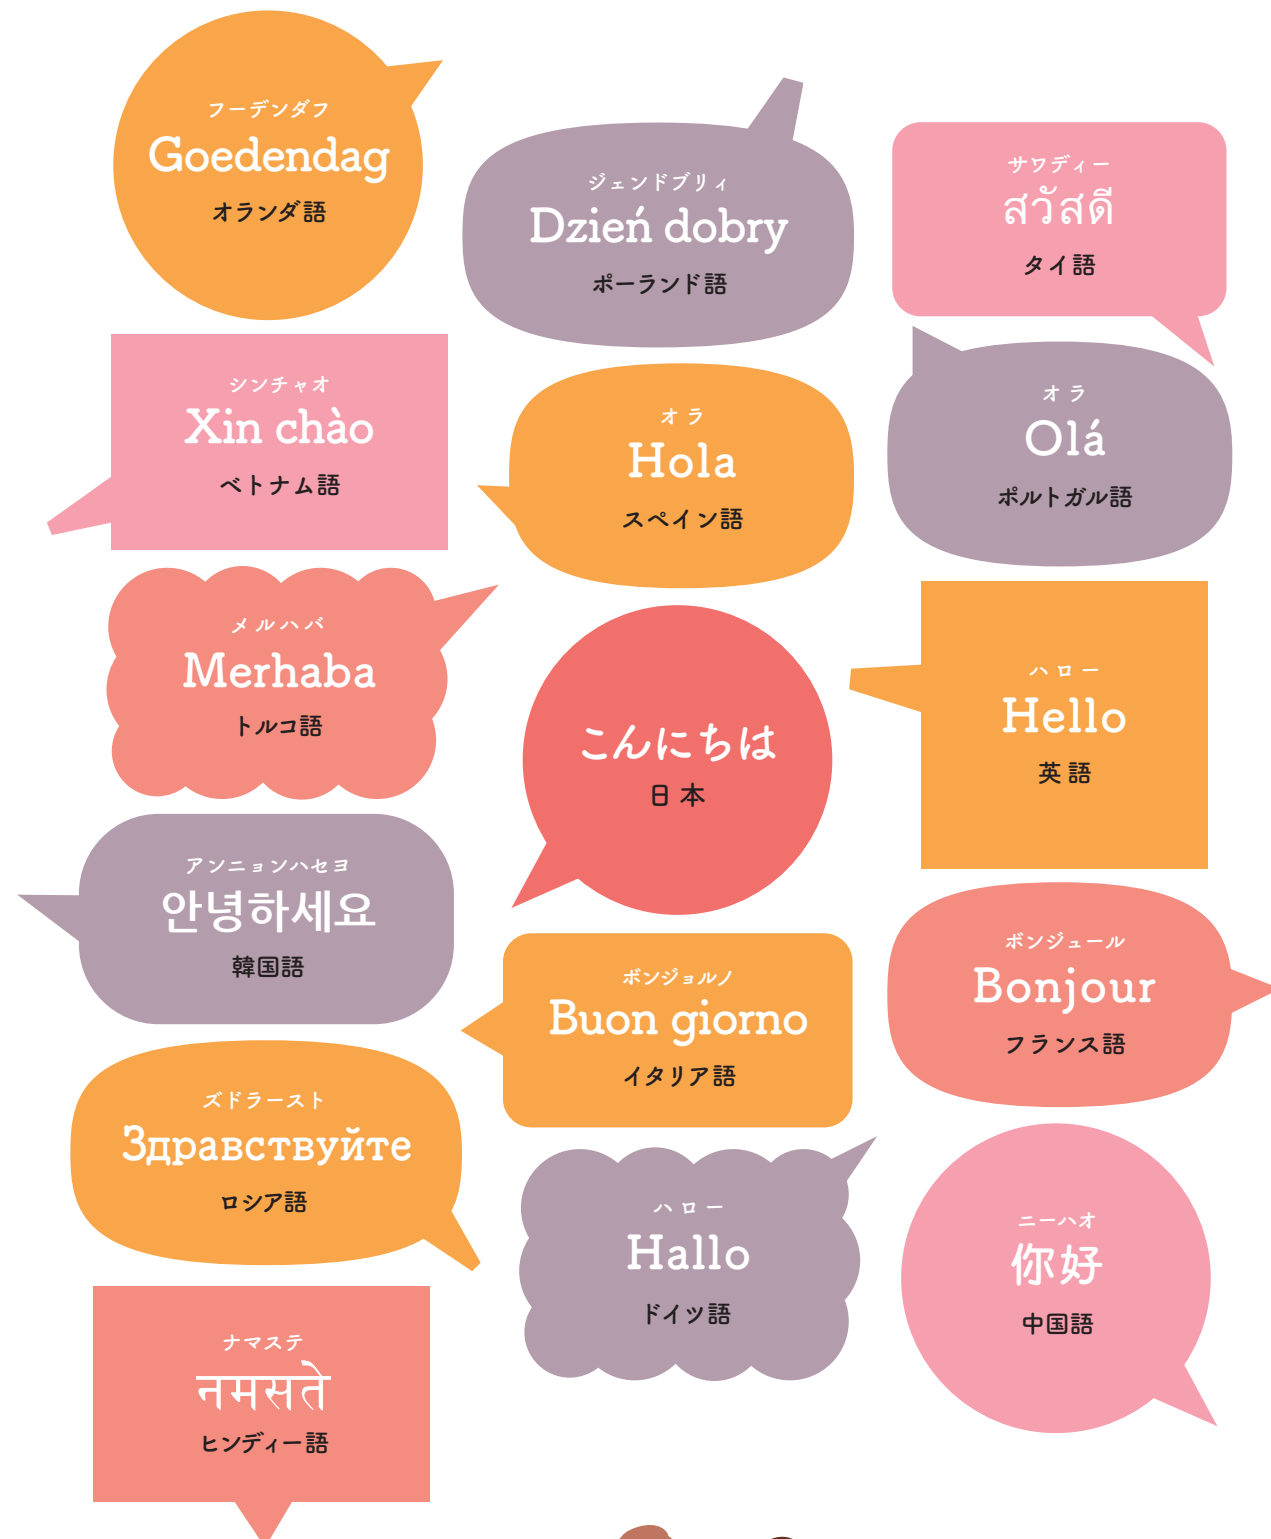 フーデンダフ
Goedendag
オランダ語
ジェンドブリィ
Dzień dobry
ポーランド語
サワディー
สวัสดี
タイ語
シンチャオ
Xin chào
ベトナム語
オラ
Hola
スペイン語
オラ
Olá
ポルトガル語
メルハバ
Merhaba
トルコ語
こんにちは
日本
ハロー
Hello
英語
アンニョンハセヨ
안녕하세요
韓国語
ボンジョルノ
Buon giorno
イタリア語
ボンジュール
Bonjour
フランス語
ズドラースト
Здравствуйте
ロシア語
ハロー
Hallo
ドイツ語
ニーハオ
你好
中国語
ナマステ
नमसते
ヒンディー語